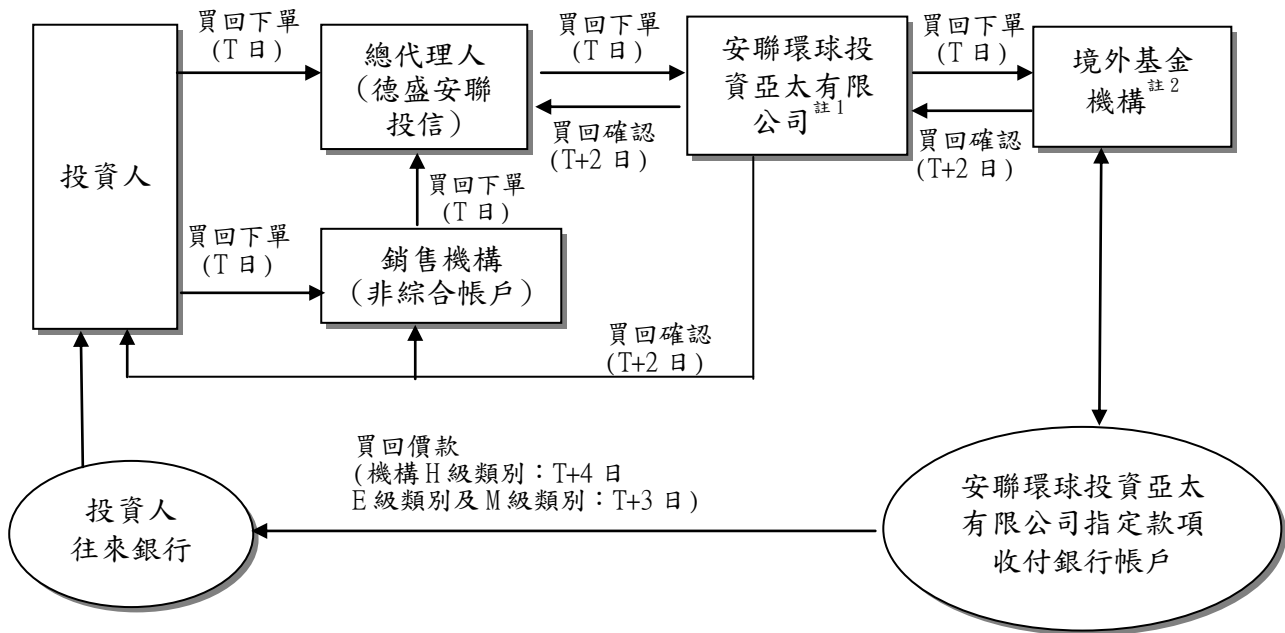 買回下單
(T 日)
買回下單
(T 日)
買回下單
(T 日)
總代理人
(德盛安聯
投信)
安聯環球投
資亞太有限
公司註1
境外基金
機構註2
買回確認
(T+2 日)
買回確認
(T+2 日)
投資人
買回下單
(T 日)
買回下單
(T 日)
銷售機構
(非綜合帳戶)
買回確認
(T+2 日)
買回價款
(機構 H 級類別：T+4 日
E 級類別及 M 級類別：T+3 日)
投資人
往來銀行
安聯環球投資亞太
有限公司指定款項
收付銀行帳戶